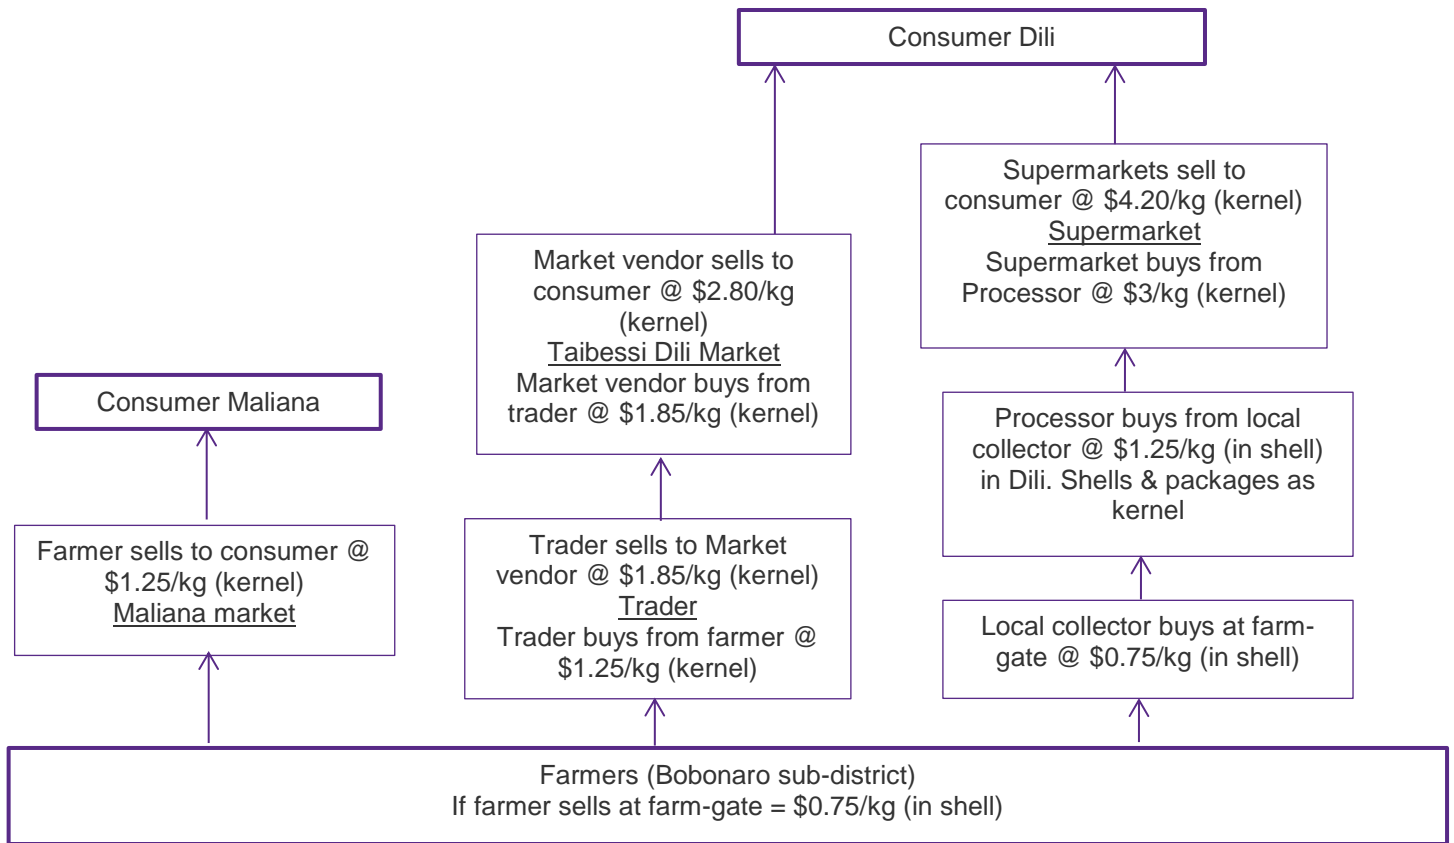 Consumer Dili
Supermarkets sell to
consumer @ $4.20/kg (kernel)
Supermarket
Supermarket buys from
Processor @ $3/kg (kernel)
Market vendor sells to
consumer @ $2.80/kg
(kernel)
Taibessi Dili Market
Market vendor buys from
trader @ $1.85/kg (kernel)
Consumer Maliana
Processor buys from local
collector @ $1.25/kg (in shell)
in Dili. Shells & packages as
kernel
Farmer sells to consumer @
$1.25/kg (kernel)
Maliana market
Trader sells to Market
vendor @ $1.85/kg (kernel)
Trader
Trader buys from farmer @
$1.25/kg (kernel)
Local collector buys at farm-
gate @ $0.75/kg (in shell)
Farmers (Bobonaro sub-district)
If farmer sells at farm-gate = $0.75/kg (in shell)